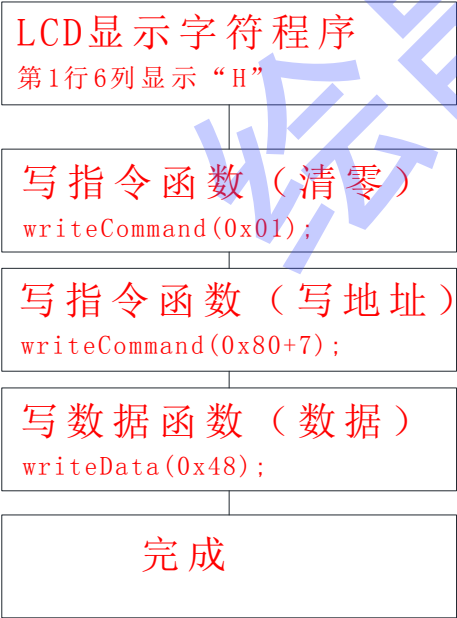 LCD显示字符程序
第1行6列显示“H”
写指令函数（清零）
writeCommand(0x01);
写指令函数（写地址）
writeCommand(0x80+7);
写数据函数（数据）
writeData(0x48);
完成